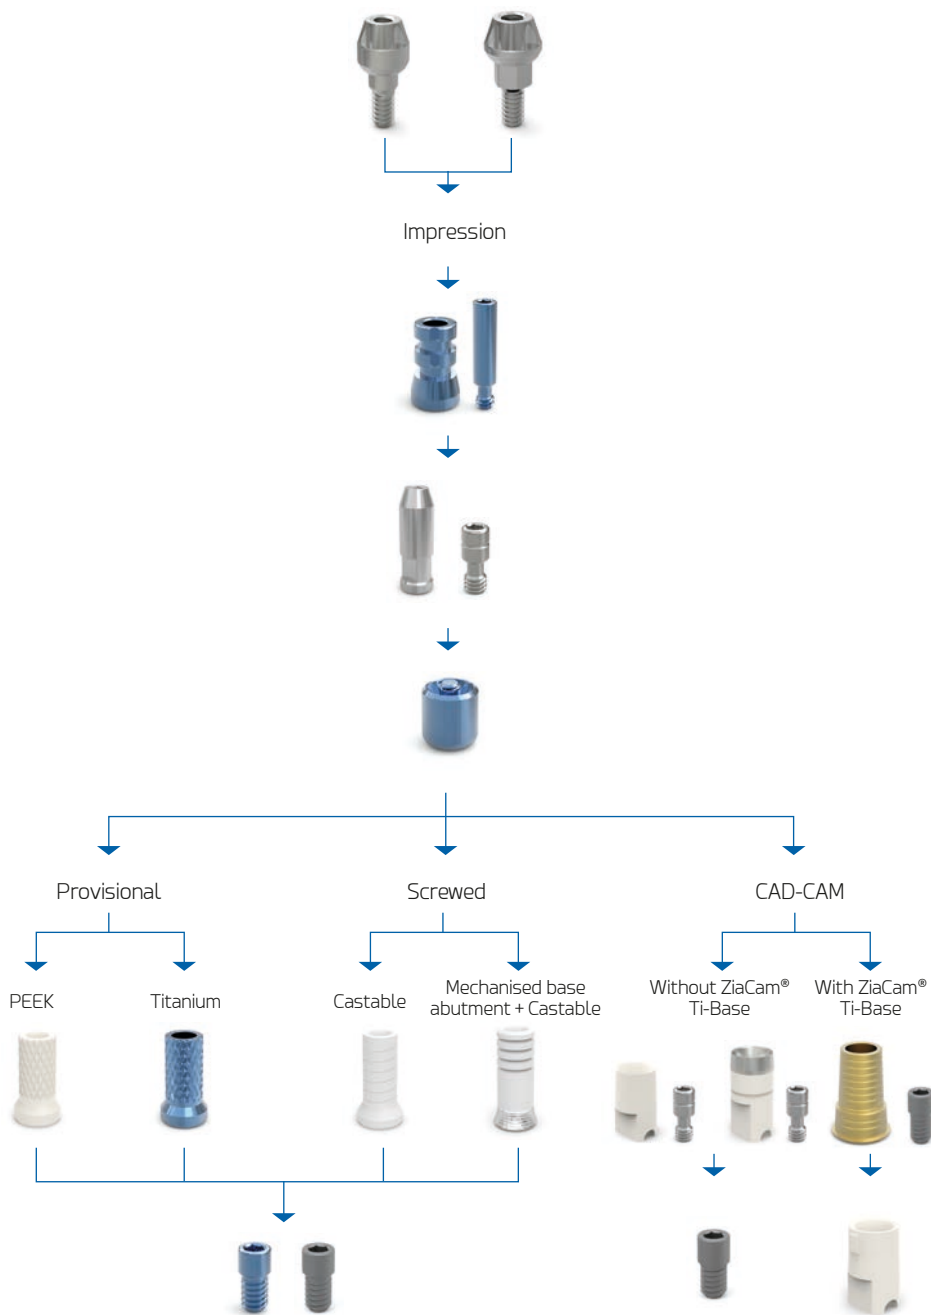 Impression
Provisional
Screwed
CAD-CAM
PEEK
Titanium
Castable
Mechanised base
abutment + Castable
Without ZiaCam®
Ti-Base
With ZiaCam®
Ti-Base